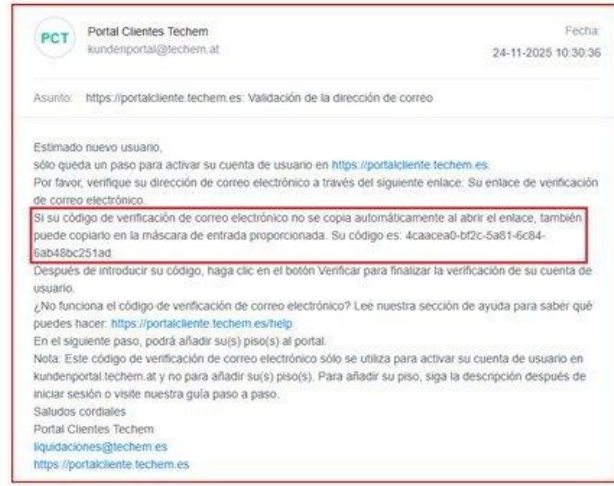 PCT
Portal Clientes Techem
kundenportal@techem.at
Fecha:
24-11-2025 10:30:36
Asunto: https://portalcliente.techem.es: Validación de la dirección de correo
Estimado nuevo usuario,
sólo queda un paso para activar su cuenta de usuario en https://portalcliente.techem.es.
Por favor, verifique su dirección de correo electrónico a través del siguiente enlace: Su enlace de verificación
de correo electrónico.
Si su código de verificación de correo electrónico no se copia automáticamente al abrir el enlace, también
puede copiarlo en la máscara de entrada proporcionada. Su código es: 4caacea0-bf2c-5a81-6c84-
6ab48bc251ad
Después de introducir su código, haga clic en el botón Verificar para finalizar la verificación de su cuenta de
usuario.
¿No funciona el código de verificación de correo electrónico? Lee nuestra sección de ayuda para saber qué
puedes hacer: https://portalcliente.techem.es/help
En el siguiente paso, podrá añadir su(s) piso(s) al portal.
Nota: Este código de verificación de correo electrónico sólo se utiliza para activar su cuenta de usuario en
kundenportal.techem.at y no para añadir su(s) piso(s). Para añadir su piso, siga la descripción después de
iniciar sesión o visite nuestra guía paso a paso.
Saludos cordiales
Portal Clientes Techem
liquidaciones@techem.es
https://portalcliente.techem.es